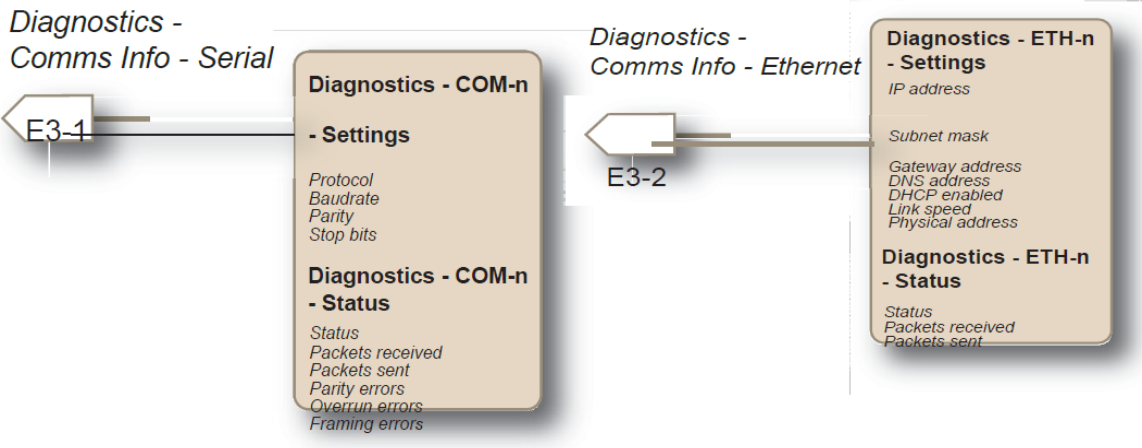 Diagnostics -
Comms Info - Serial
E3-1
Diagnostics - COM-n
- Settings
Protocol
Baudrate
Parity
Stop bits
Diagnostics - COM-n
- Status
Status
Packets received
Packets sent
Parity errors
Overrun errors
Framing errors
Diagnostics -
Comms Info - Ethernet
E3-2
Diagnostics - ETH-n
- Settings
IP address
Subnet mask
Gateway address
DNS address
DHCP enabled
Link speed
Physical address
Diagnostics - ETH-n
- Status
Status
Packets received
Packets sent